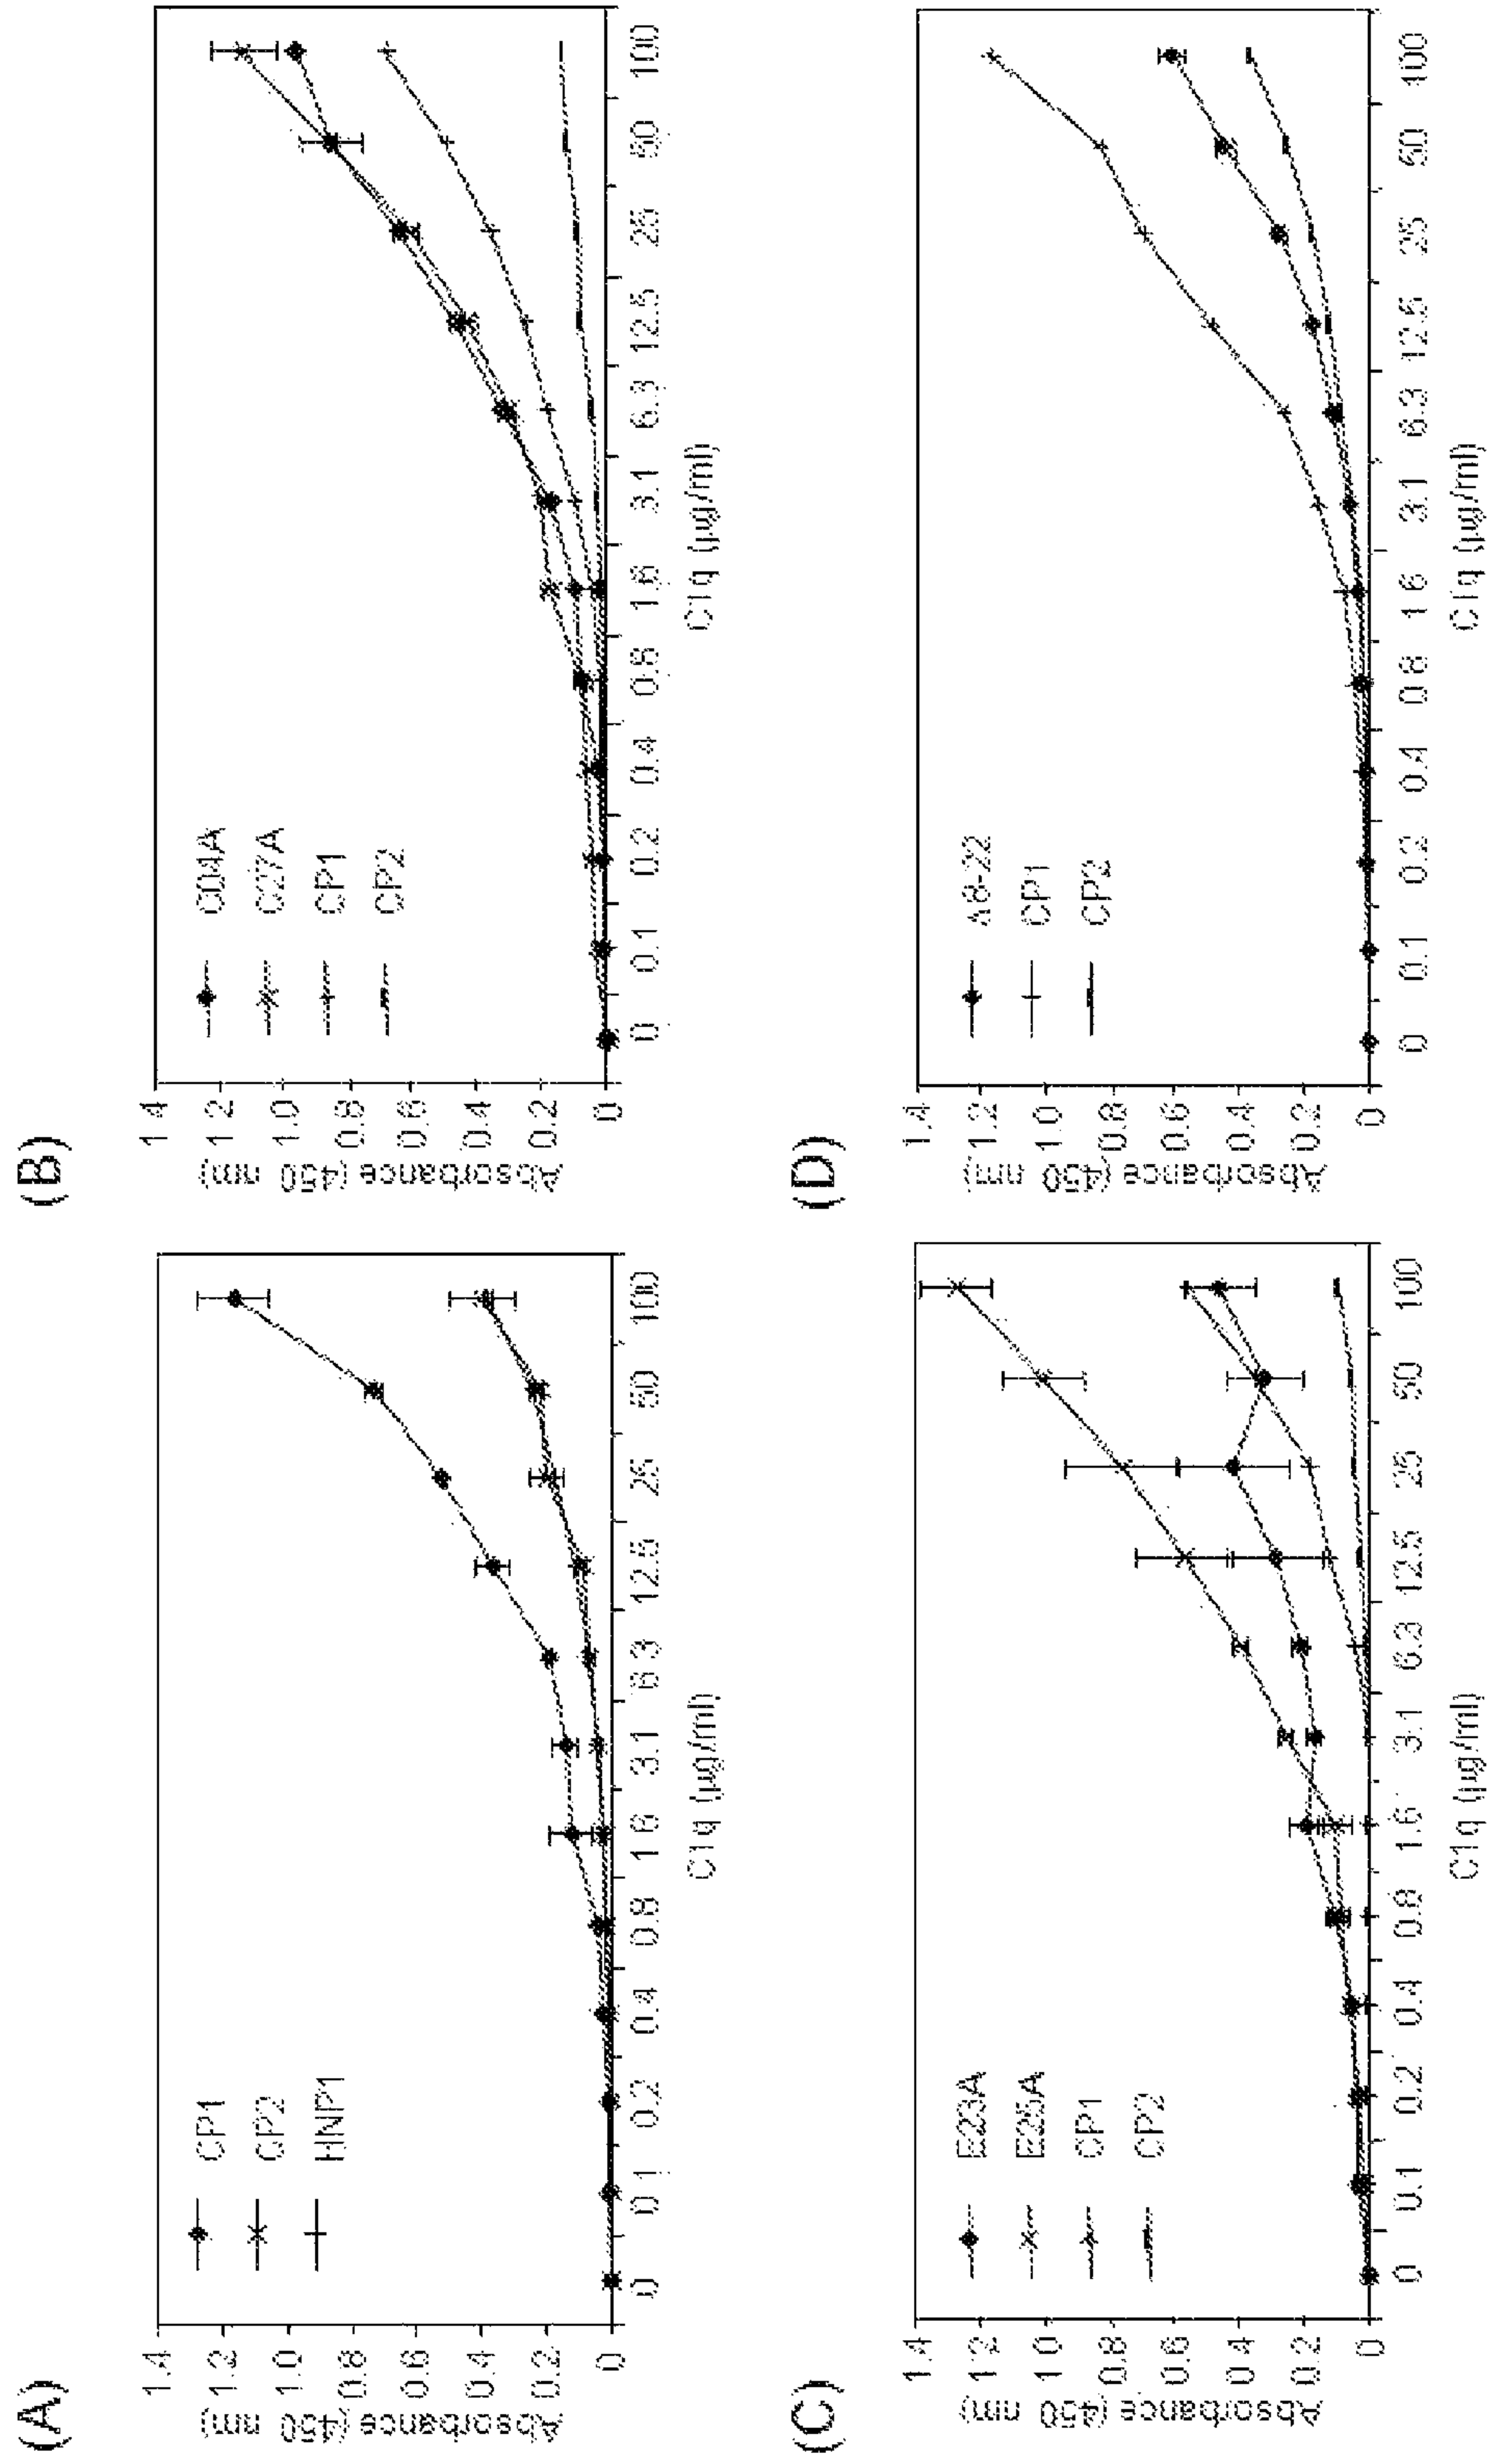 (A)
Absorbance (450 nm)
1.4
1.2
1.0
0.8
0.6
0.4
0.2
0
CP1
CP2
HNP1
0 0.1 0.2 0.4 0.8 1.6 3.1 6.3 12.5 25 50 100
C1q (µg/ml)
(B)
Absorbance (450 nm)
1.4
1.2
1.0
0.8
0.6
0.4
0.2
0
C04A
C27A
CP1
CP2
0 0.1 0.2 0.4 0.8 1.6 3.1 6.3 12.5 25 50 100
C1q (µg/ml)
(C)
Absorbance (450 nm)
1.4
1.2
1.0
0.8
0.6
0.4
0.2
0
E23A
E25A
CP1
CP2
0 0.1 0.2 0.4 0.8 1.6 3.1 6.3 12.5 25 50 100
C1q (µg/ml)
(D)
Absorbance (450 nm)
1.4
1.2
1.0
0.8
0.6
0.4
0.2
0
Δ8-22
CP1
CP2
0 0.1 0.2 0.4 0.8 1.6 3.1 6.3 12.5 25 50 100
C1q (µg/ml)